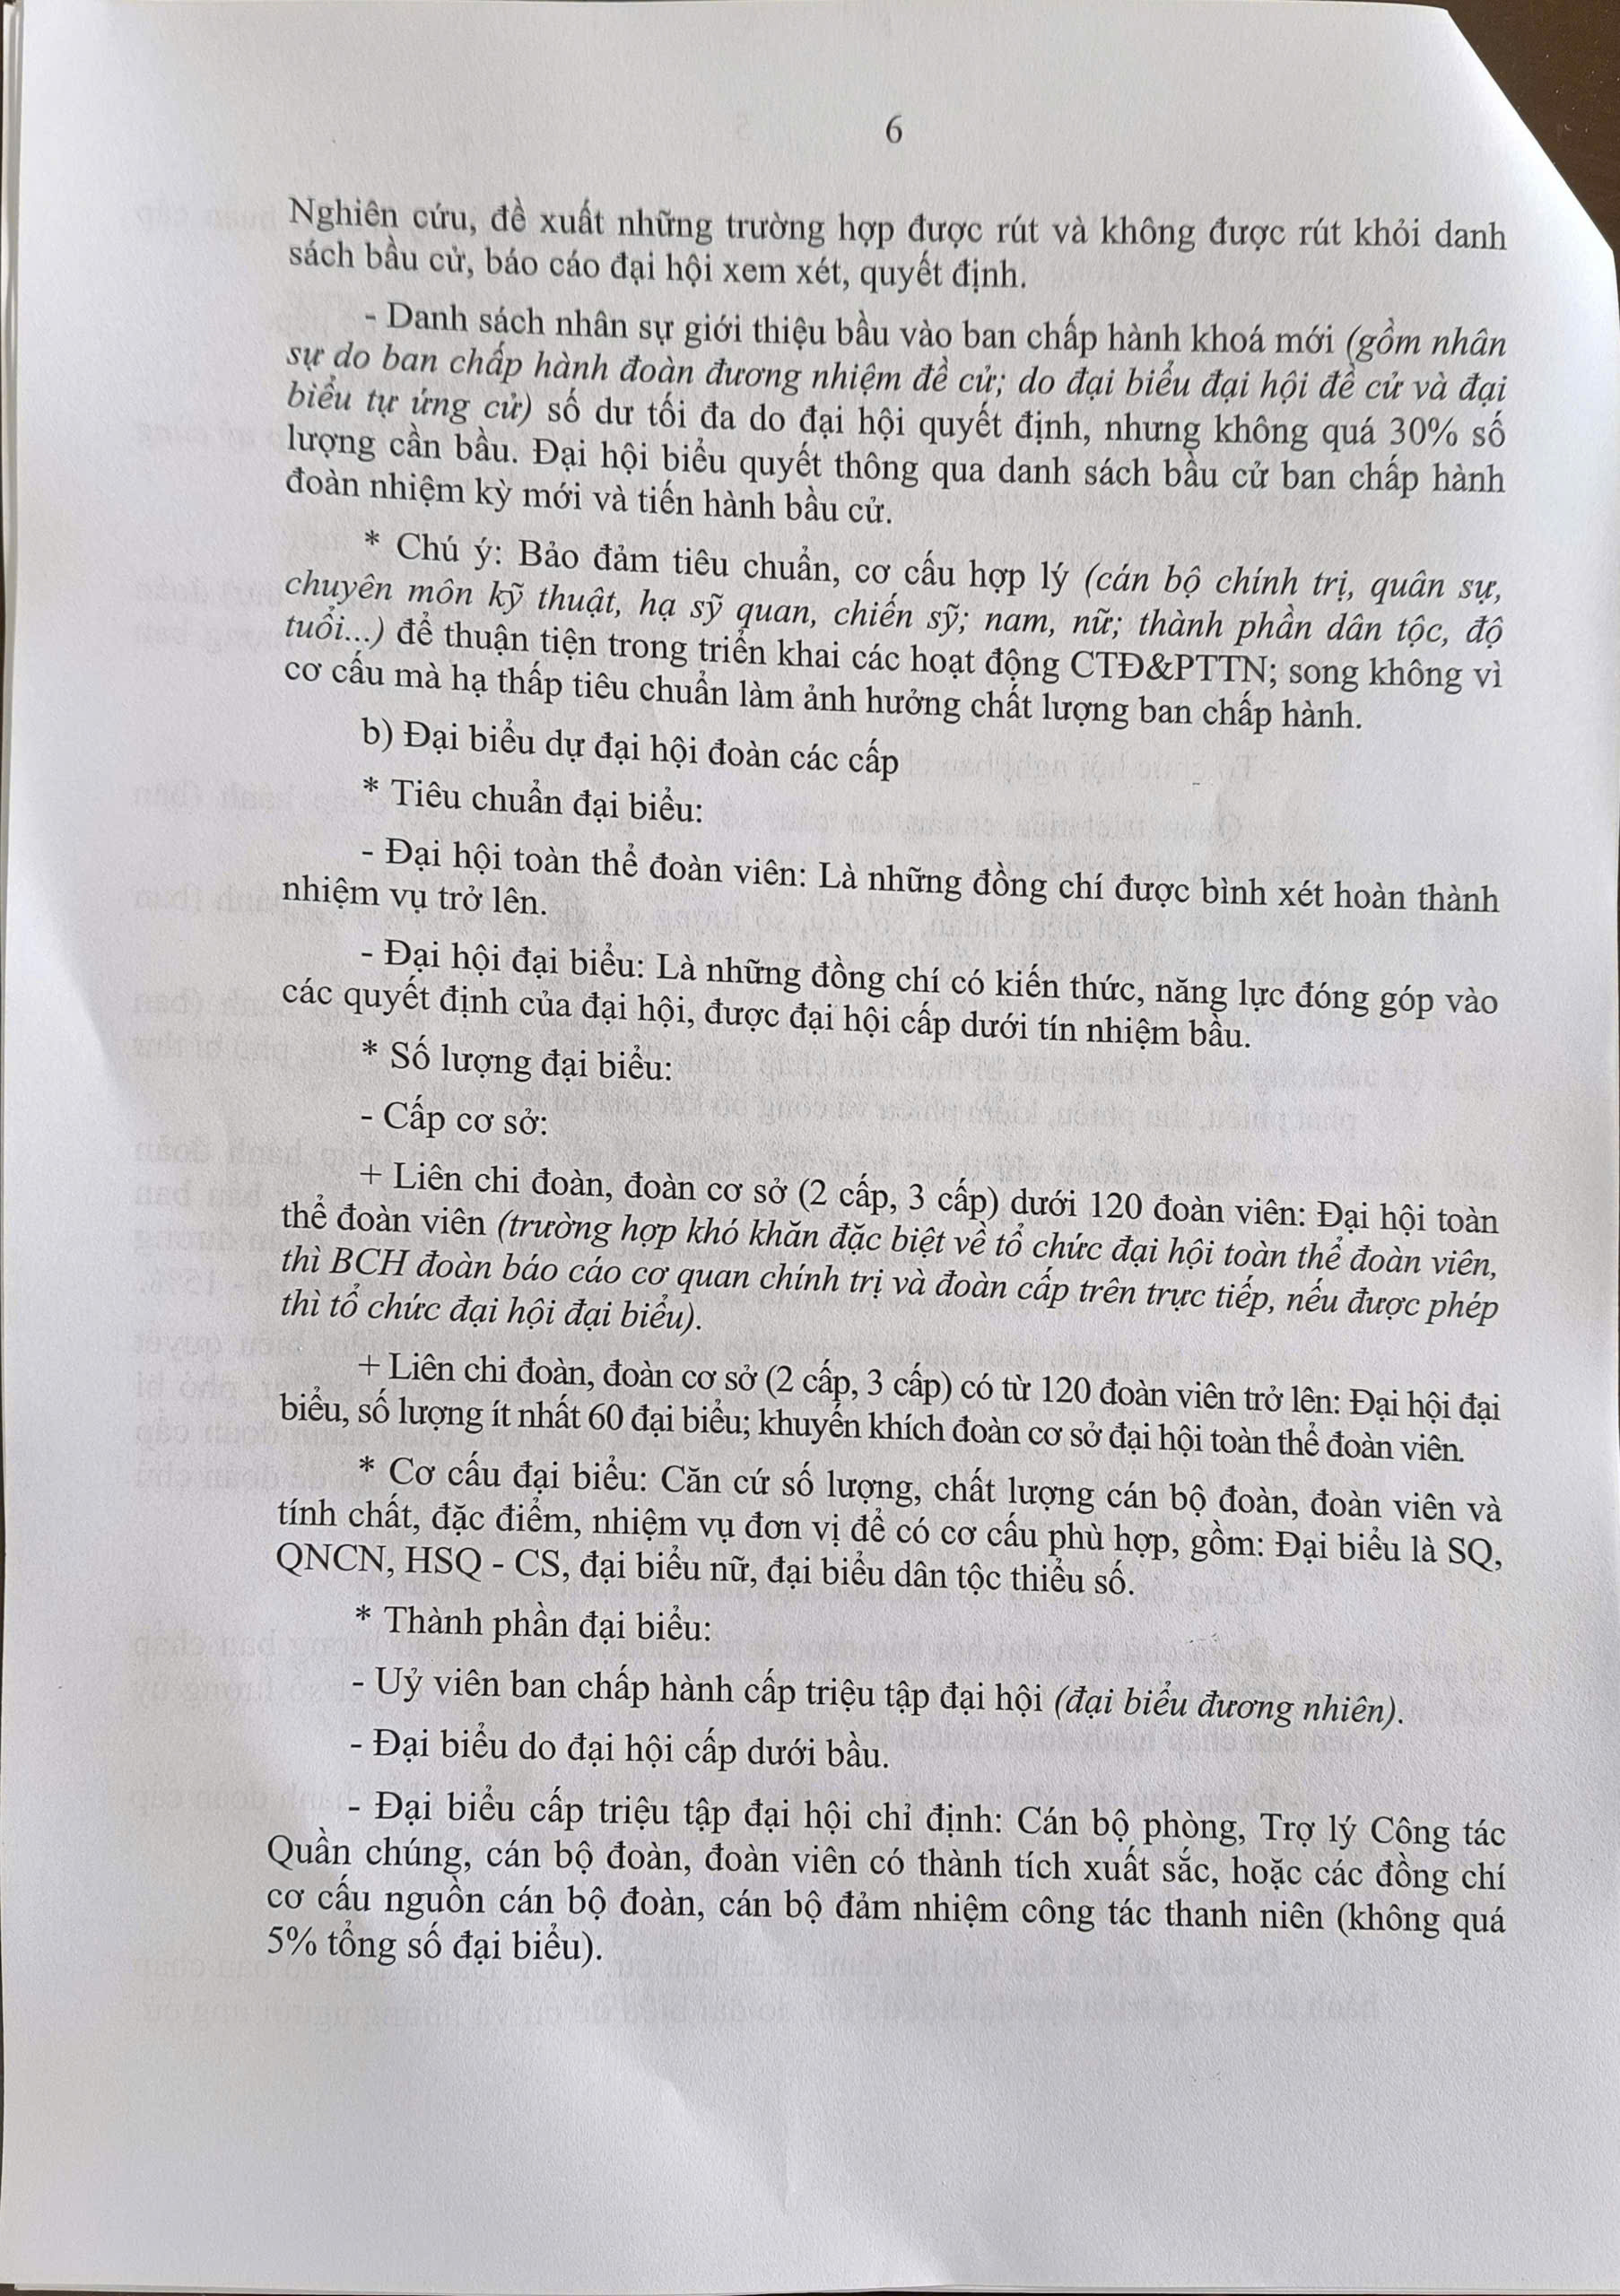 6
Nghiên cứu, đề xuất những trường hợp được rút và không được rút khỏi danh
sách bầu cử, báo cáo đại hội xem xét, quyết định.
- Danh sách nhân sự giới thiệu bầu vào ban chấp hành khoá mới (gồm nhân
sự do ban chấp hành đoàn đương nhiệm đề cử; do đại biểu đại hội đề cử và đại
biểu tự ứng cử) số dư tối đa do đại hội quyết định, nhưng không quá 30% số
lượng cần bầu. Đại hội biểu quyết thông qua danh sách bầu cử ban chấp hành
đoàn nhiệm kỳ mới và tiến hành bầu cử.
* Chú ý: Bảo đảm tiêu chuẩn, cơ cấu hợp lý (cán bộ chính trị, quân sự,
chuyên môn kỹ thuật, hạ sỹ quan, chiến sỹ; nam, nữ; thành phần dân tộc, độ
tuổi...) để thuận tiện trong triển khai các hoạt động CTĐ&PTTN; song không vì
cơ cấu mà hạ thấp tiêu chuẩn làm ảnh hưởng chất lượng ban chấp hành.
b) Đại biểu dự đại hội đoàn các cấp
* Tiêu chuẩn đại biểu:
- Đại hội toàn thể đoàn viên: Là những đồng chí được bình xét hoàn thành
nhiệm vụ trở lên.
- Đại hội đại biểu: Là những đồng chí có kiến thức, năng lực đóng góp vào
các quyết định của đại hội, được đại hội cấp dưới tín nhiệm bầu.
* Số lượng đại biểu:
- Cấp cơ sở:
+ Liên chi đoàn, đoàn cơ sở (2 cấp, 3 cấp) dưới 120 đoàn viên: Đại hội toàn
thể đoàn viên (trường hợp khó khăn đặc biệt về tổ chức đại hội toàn thể đoàn viên,
thì BCH đoàn báo cáo cơ quan chính trị và đoàn cấp trên trực tiếp, nếu được phép
thì tổ chức đại hội đại biểu).
+ Liên chi đoàn, đoàn cơ sở (2 cấp, 3 cấp) có từ 120 đoàn viên trở lên: Đại hội đại
biểu, số lượng ít nhất 60 đại biểu; khuyến khích đoàn cơ sở đại hội toàn thể đoàn viên.
* Cơ cấu đại biểu: Căn cứ số lượng, chất lượng cán bộ đoàn, đoàn viên và
tính chất, đặc điểm, nhiệm vụ đơn vị để có cơ cấu phù hợp, gồm: Đại biểu là SQ,
QNCN, HSQ - CS, đại biểu nữ, đại biểu dân tộc thiểu số.
* Thành phần đại biểu:
- Uỷ viên ban chấp hành cấp triệu tập đại hội (đại biểu đương nhiên).
- Đại biểu do đại hội cấp dưới bầu.
- Đại biểu cấp triệu tập đại hội chỉ định: Cán bộ phòng, Trợ lý Công tác
Quần chúng, cán bộ đoàn, đoàn viên có thành tích xuất sắc, hoặc các đồng chí
cơ cấu nguồn cán bộ đoàn, cán bộ đảm nhiệm công tác thanh niên (không quá
5% tổng số đại biểu).